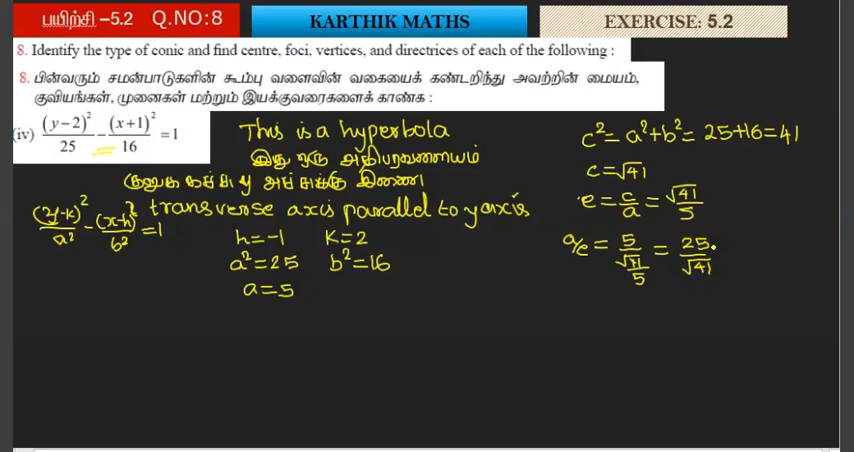 பயிற்சி –5.2 Q.NO:8
KARTHIK MATHS
EXERCISE: 5.2
8. Identify the type of conic and find centre, foci, vertices, and directrices of each of the following :
8. பின்வரும் சமன்பாடுகளின் கூம்பு வளைவின் வகையைக் கண்டறிந்து அவற்றின் மையம்,
குவியங்கள், முனைகள் மற்றும் இயக்குவரைகளைக் காண்க :
iv) (y−2)²/25 − (x+1)²/16 = 1
This is a hyperbola
இது ஒரு அதிபரவளையம்
transverse axis parallel to y axis
(y-k)²/a² - (x-h)²/b² = 1
h=-1 k=2
a²=25 b²=16
a=5
c²=a²+b²=25+16=41
c=√41
e=c/a=√41/5
a/e = 5/(√41/5) = 25/√41